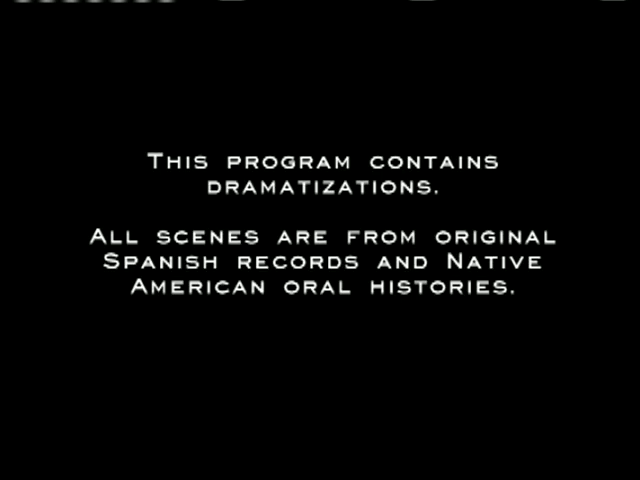 This program contains
dramatizations.
All scenes are from original
Spanish records and Native
American oral histories.